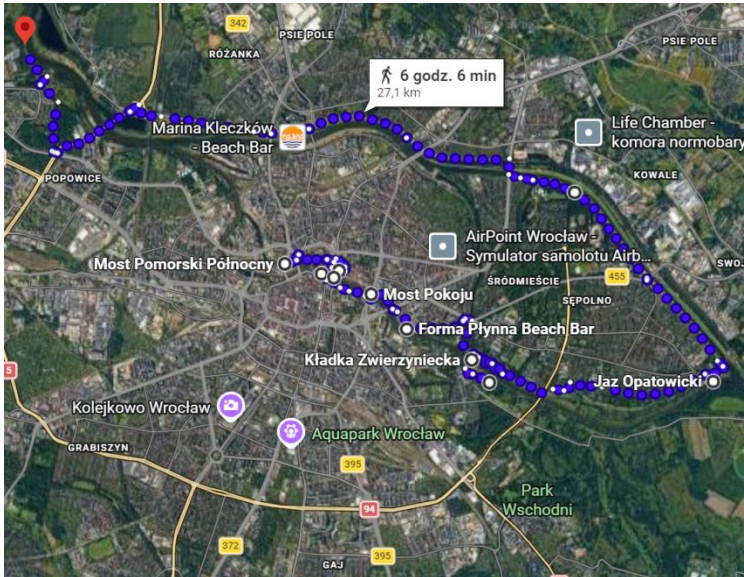 342
PSIE POLE
RÓŻANKA
PSIE POLE
6 godz. 6 min
27,1 km
Marina Kleczków
- Beach Bar
Life Chamber -
komora normobary
KOWALE
POPOWICE
AirPoint Wrocław -
Symulator samolotu Airb...
Most Pomorski Północny
ŚRÓDMIEŚCIE
455
SWOJ
SĘPOLNO
Most Pokoju
Forma Płynna Beach Bar
Kładka Zwierzyniecka
Jaz Opatowicki
5
Kolejkowo Wrocław
Aquapark Wrocław
GRABISZYN
395
94
Park
Wschodni
372
395
GAJ